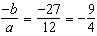 -b/a = -27/12 = -9/4